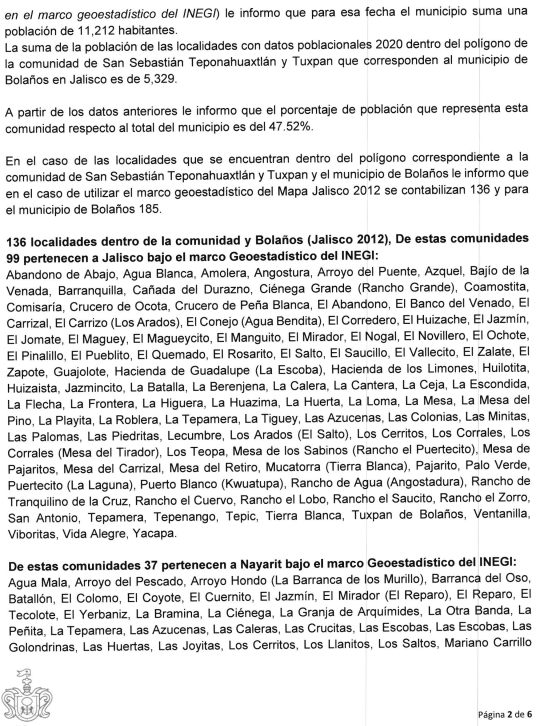 en el marco geoestadístico del INEGI) le informo que para esa fecha el municipio suma una
población de 11,212 habitantes.
La suma de la población de las localidades con datos poblacionales 2020 dentro del polígono de
la comunidad de San Sebastián Teponahuaxtlán y Tuxpan que corresponden al municipio de
Bolaños en Jalisco es de 5,329.
A partir de los datos anteriores le informo que el porcentaje de población que representa esta
comunidad respecto al total del municipio es del 47.52%.
En el caso de las localidades que se encuentran dentro del polígono correspondiente a la
comunidad de San Sebastián Teponahuaxtlán y Tuxpan y el municipio de Bolaños le informo que
en el caso de utilizar el marco geoestadístico del Mapa Jalisco 2012 se contabilizan 136 y para
el municipio de Bolaños 185.
136 localidades dentro de la comunidad y Bolaños (Jalisco 2012), De estas comunidades
99 pertenecen a Jalisco bajo el marco Geoestadístico del INEGI:
Abandono de Abajo, Agua Blanca, Amolera, Angostura, Arroyo del Puente, Azquel, Bajío de la
Venada, Barranquilla, Cañada del Durazno, Ciénega Grande (Rancho Grande), Coamostita,
Comisaría, Crucero de Ocota, Crucero de Peña Blanca, El Abandono, El Banco del Venado, El
Carrizal, El Carrizo (Los Arados), El Conejo (Agua Bendita), El Corredero, El Huizache, El Jazmín,
El Jomate, El Maguey, El Magueycito, El Manguito, El Mirador, El Nogal, El Novillero, El Ochote,
El Pinalillo, El Pueblito, El Quemado, El Rosarito, El Salto, El Saucillo, El Vallecito, El Zalate, El
Zapote, Guajolote, Hacienda de Guadalupe (La Escoba), Hacienda de los Limones, Huilotita,
Huizaista, Jazmincito, La Batalla, La Berenjena, La Calera, La Cantera, La Ceja, La Escondida,
La Flecha, La Frontera, La Higuera, La Huazima, La Huerta, La Loma, La Mesa, La Mesa del
Pino, La Playita, La Roblera, La Tepamera, La Tiguey, Las Azucenas, Las Colonias, Las Minitas,
Las Palomas, Las Piedritas, Lecumbre, Los Arados (El Salto), Los Cerritos, Los Corrales, Los
Corrales (Mesa del Tirador), Los Teopa, Mesa de los Sabinos (Rancho el Puertecito), Mesa de
Pajaritos, Mesa del Carrizal, Mesa del Retiro, Mucatorra (Tierra Blanca), Pajarito, Palo Verde,
Puertecito (La Laguna), Puerto Blanco (Kwuatupa), Rancho de Agua (Angostadura), Rancho de
Tranquilino de la Cruz, Rancho el Cuervo, Rancho el Lobo, Rancho el Saucito, Rancho el Zorro,
San Antonio, Tepamera, Tepenango, Tepic, Tierra Blanca, Tuxpan de Bolaños, Ventanilla,
Viboritas, Vida Alegre, Yacapa.
De estas comunidades 37 pertenecen a Nayarit bajo el marco Geoestadístico del INEGI:
Agua Mala, Arroyo del Pescado, Arroyo Hondo (La Barranca de los Murillo), Barranca del Oso,
Batallón, El Colomo, El Coyote, El Cuernito, El Jazmín, El Mirador (El Reparo), El Reparo, El
Tecolote, El Yerbaniz, La Bramina, La Ciénega, La Granja de Arquímides, La Otra Banda, La
Peñita, La Tepamera, Las Azucenas, Las Caleras, Las Crucitas, Las Escobas, Las Escobas, Las
Golondrinas, Las Huertas, Las Joyitas, Los Cerritos, Los Llanitos, Los Saltos, Mariano Carrillo
Página 2 de 6